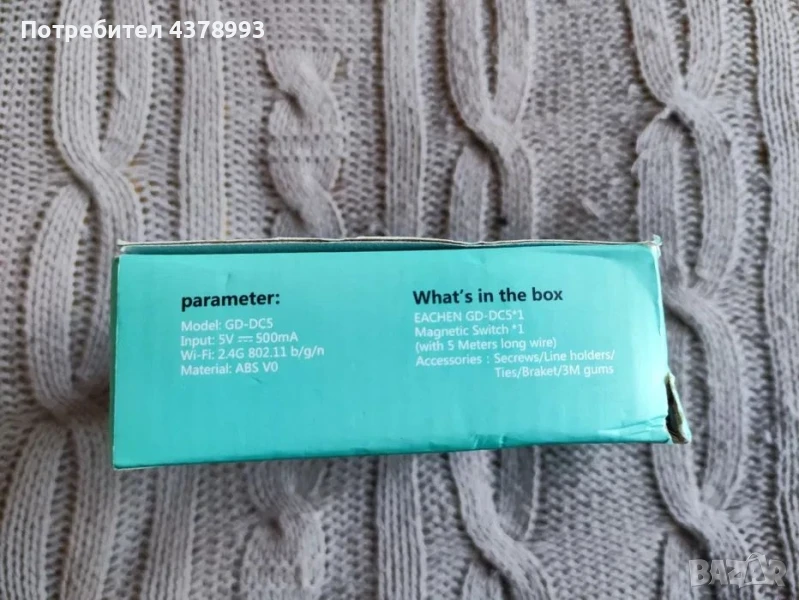 Потребител 4378993
parameter:
Model: GD-DC5
Input: 5V ⎓ 500mA
Wi-Fi: 2.4G 802.11 b/g/n
Material: ABS V0
What's in the box
EACHEN GD-DC5*1
Magnetic Switch *1
(with 5 Meters long wire)
Accessories : Secrews/Line holders/
Ties/Braket/3M gums
BAZAR